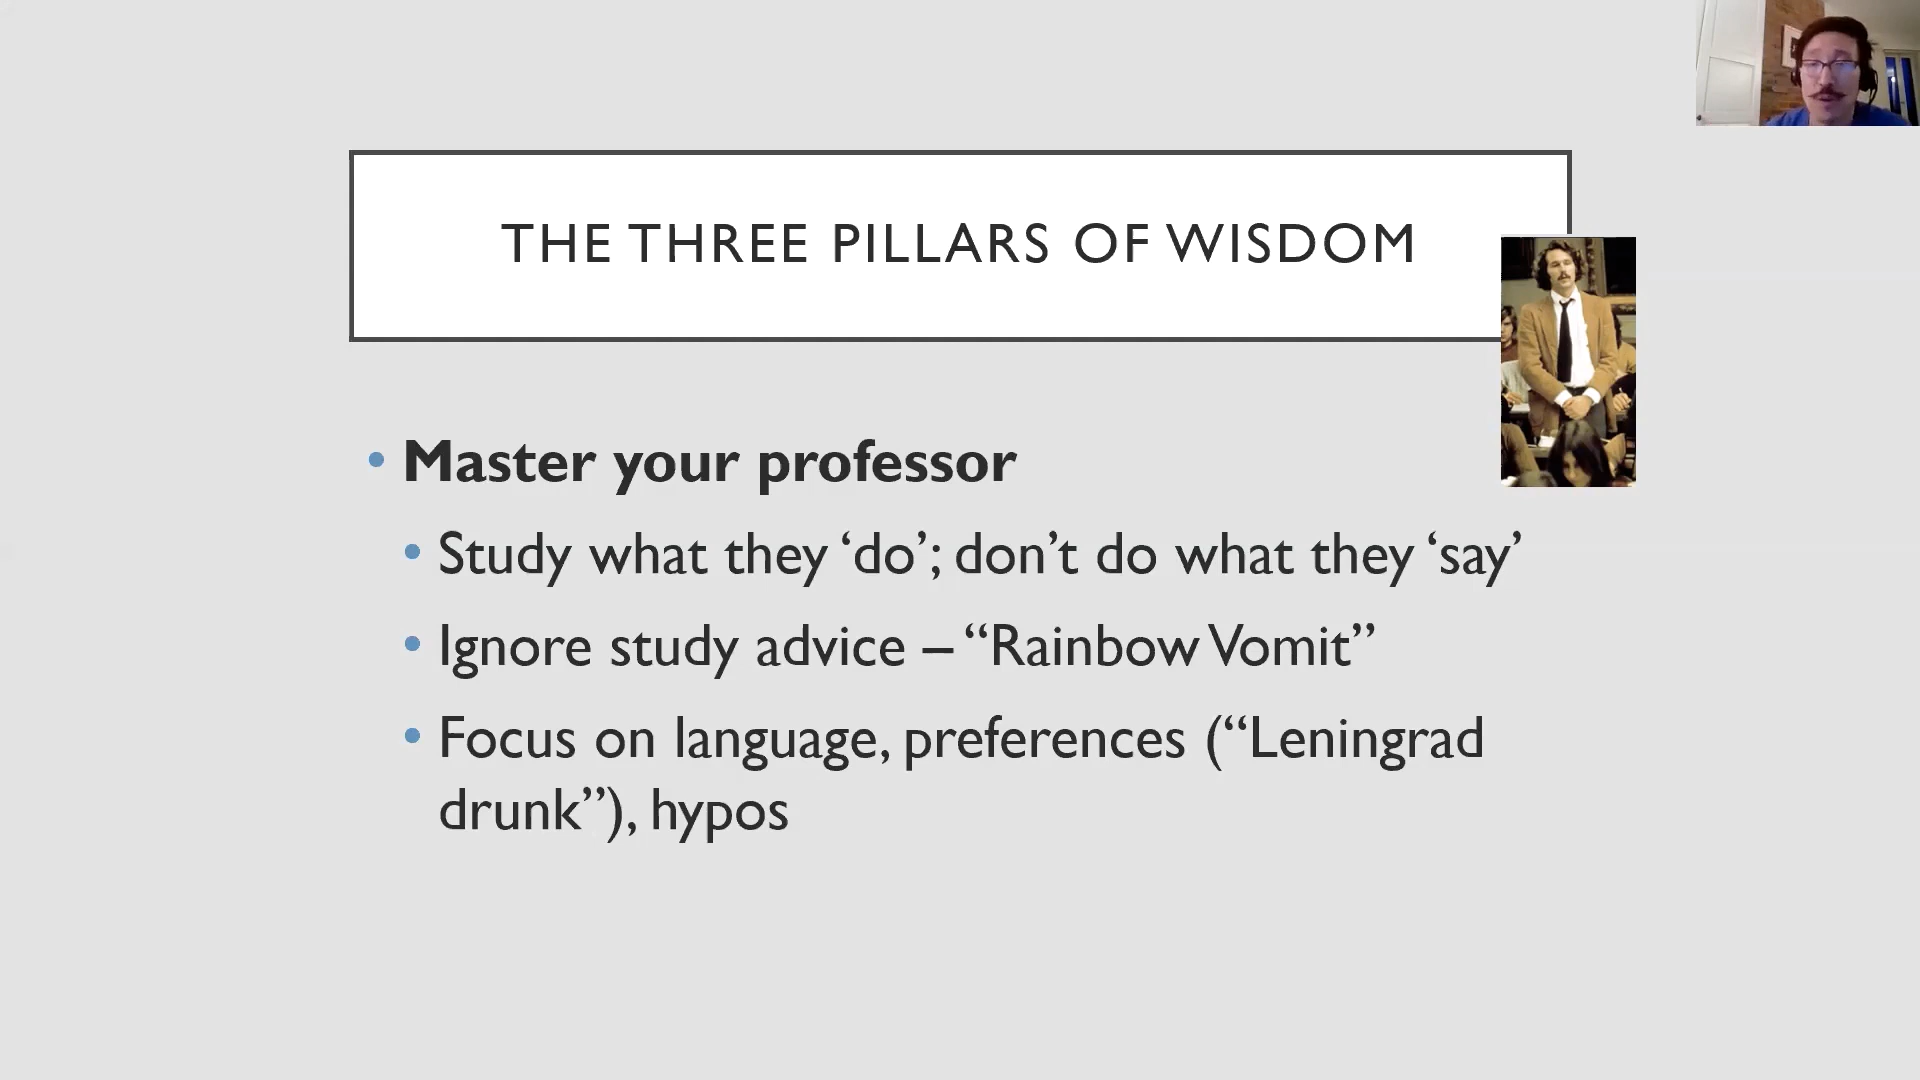 THE THREE PILLARS OF WISDOM
• Master your professor
• Study what they ‘do’; don’t do what they ‘say’
• Ignore study advice – “Rainbow Vomit”
• Focus on language, preferences (“Leningrad
drunk”), hypos